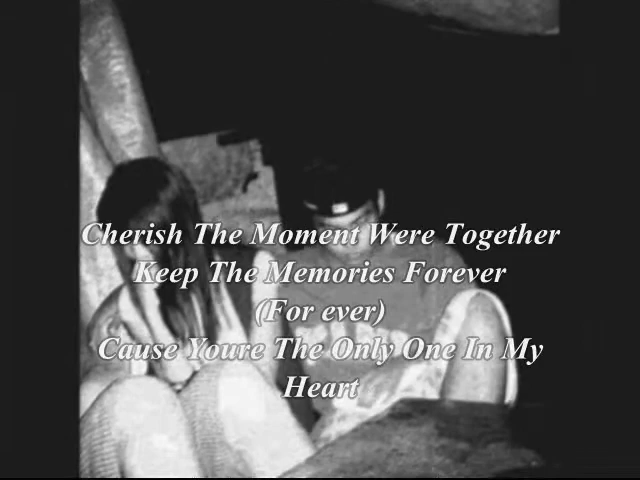 Cherish The Moment Were Together
Keep The Memories Forever
(For ever)
Cause Youre The Only One In My
Heart